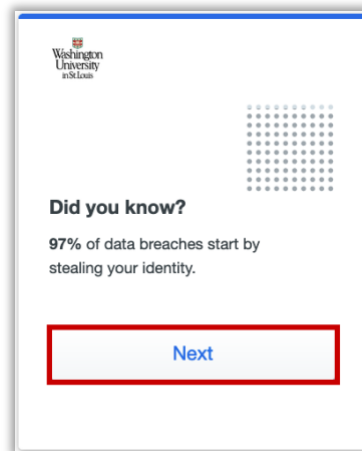 Washington
University
in St.Louis
Did you know?
97% of data breaches start by
stealing your identity.
Next